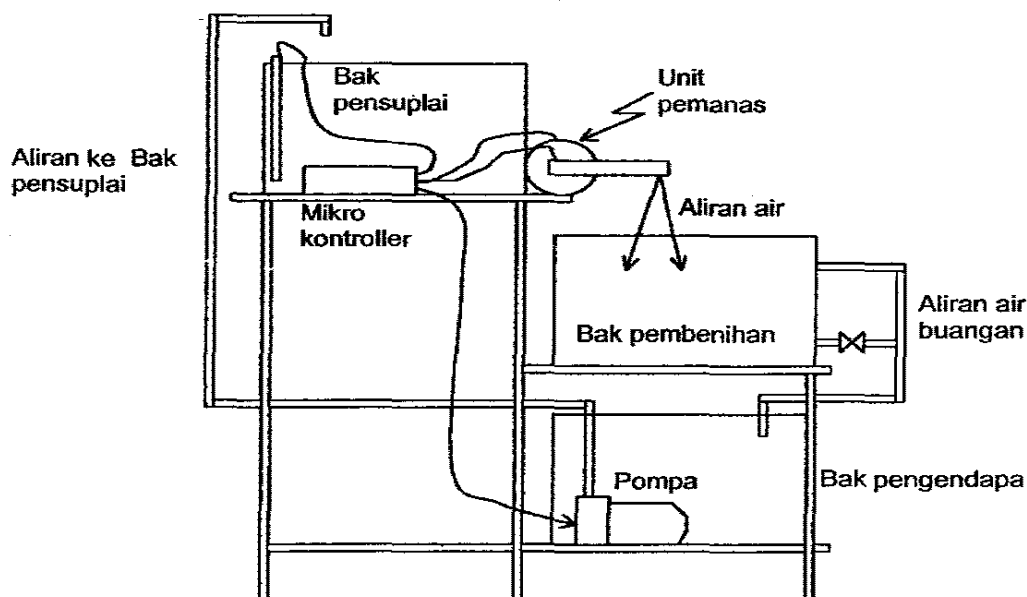 Bak
pensuplai
Unit
pemanas
Aliran ke Bak
pensuplai
Mikro
kontroller
Aliran air
Aliran air
buangan
Bak pembenihan
Pompa
Bak pengendapa